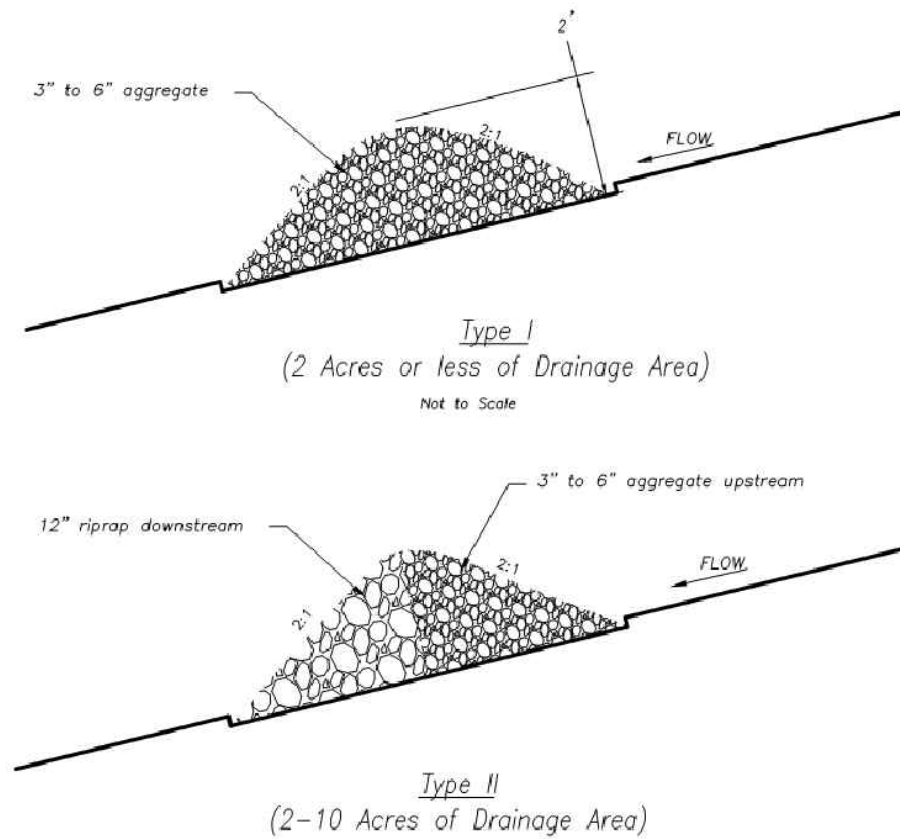 2'
3" to 6" aggregate
2:1
FLOW
2:1
Type I
(2 Acres or less of Drainage Area)
Not to Scale
3" to 6" aggregate upstream
12" riprap downstream
2:1
FLOW
2:1
Type II
(2-10 Acres of Drainage Area)